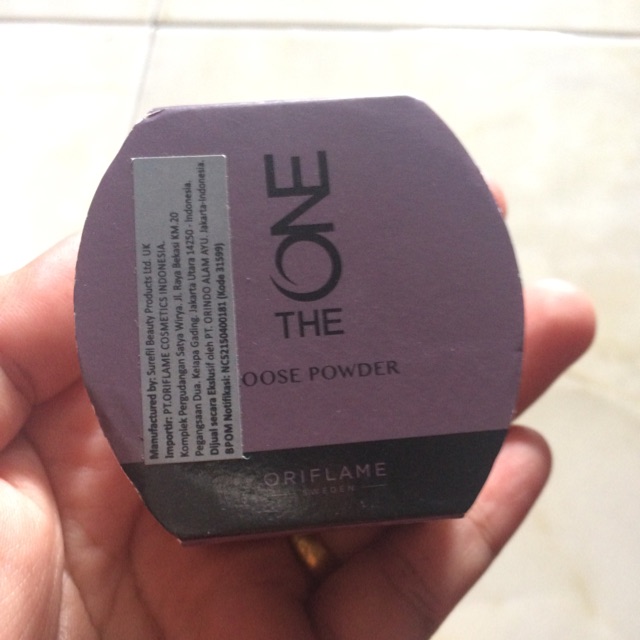 THE ONE
OOSE POWDER
ORIFLAME
SWEDEN
Manufactured by: Sumfil Beauty Products Ltd. UK
Importir: PT.ORIFLAME COSMETICS INDONESIA.
Komplek Pergudangan Satya Wirya. Jl. Raya Bekasi KM.20
Pegangsaan Dua. Kelapa Gading. Jakarta Utara 14250 - Indonesia.
Dijual secara Eksklusif oleh PT. ORINDO ALAM AYU. Jakarta-Indonesia.
BPOM Notifikasi: NC52150400181 (Kode 31599)